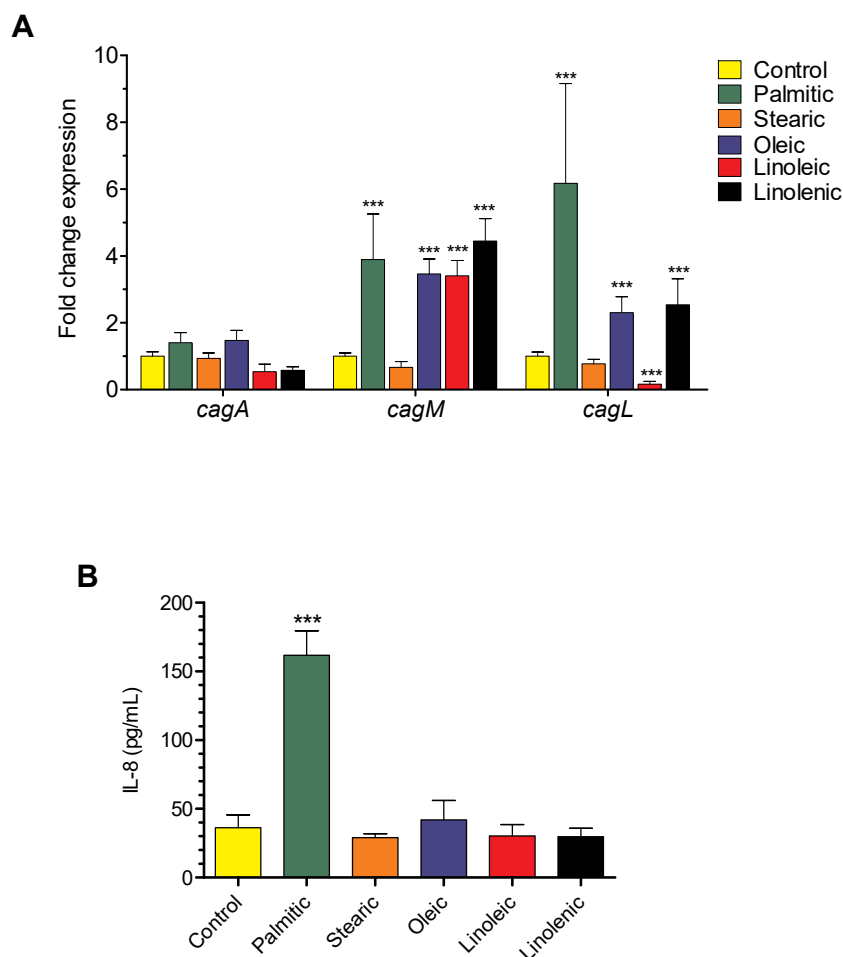 A
10
8
6
4
2
0
Fold change expression
***
***
***
***
***
***
***
***
cagA
cagM
cagL
Control
Palmitic
Stearic
Oleic
Linoleic
Linolenic
B
200
150
100
50
0
IL-8 (pg/mL)
***
Control
Palmitic
Stearic
Oleic
Linoleic
Linolenic